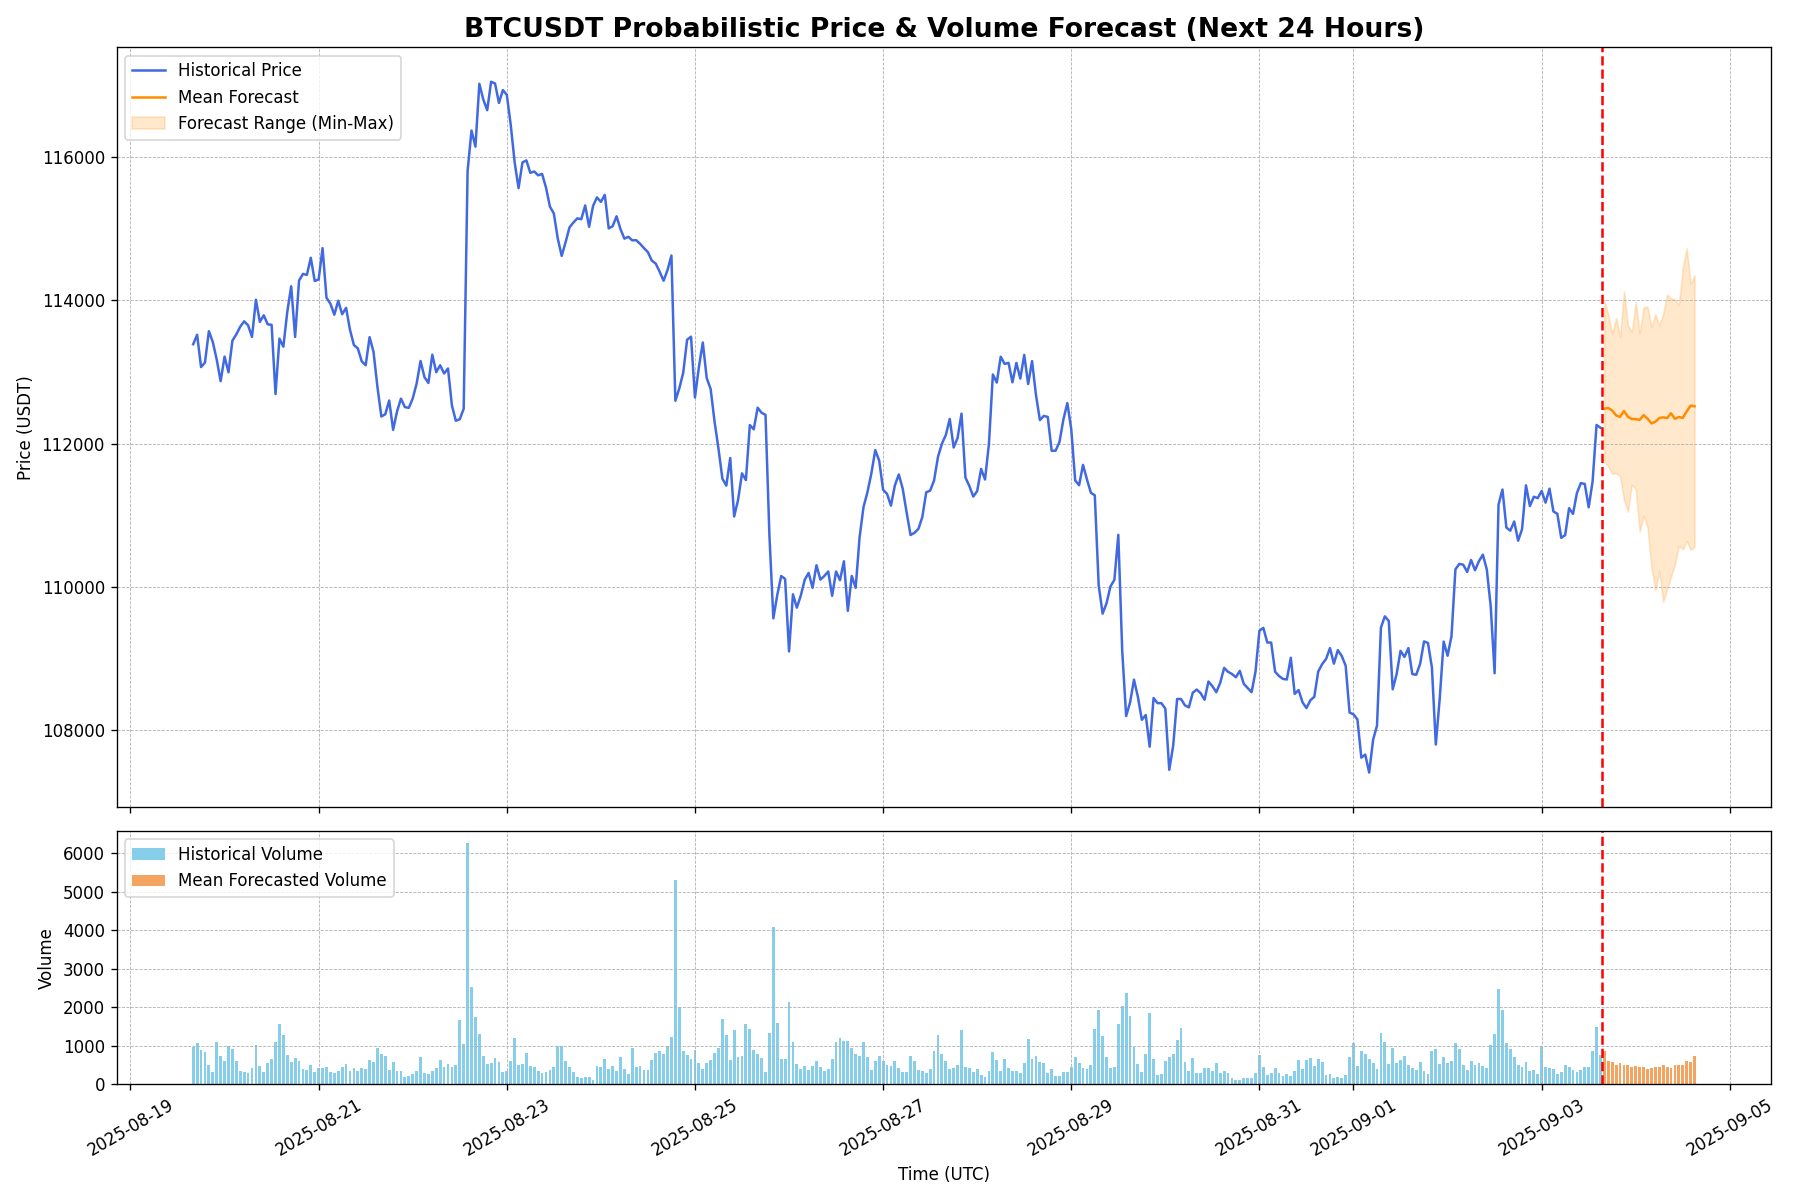 BTCUSDT Probabilistic Price & Volume Forecast (Next 24 Hours)
Historical Price
Mean Forecast
Forecast Range (Min-Max)
Price (USDT)
116000
114000
112000
110000
108000
Historical Volume
Mean Forecasted Volume
Volume
6000
5000
4000
3000
2000
1000
0
2025-08-19
2025-08-21
2025-08-23
2025-08-25
2025-08-27
2025-08-29
2025-08-31
2025-09-01
2025-09-03
2025-09-05
Time (UTC)